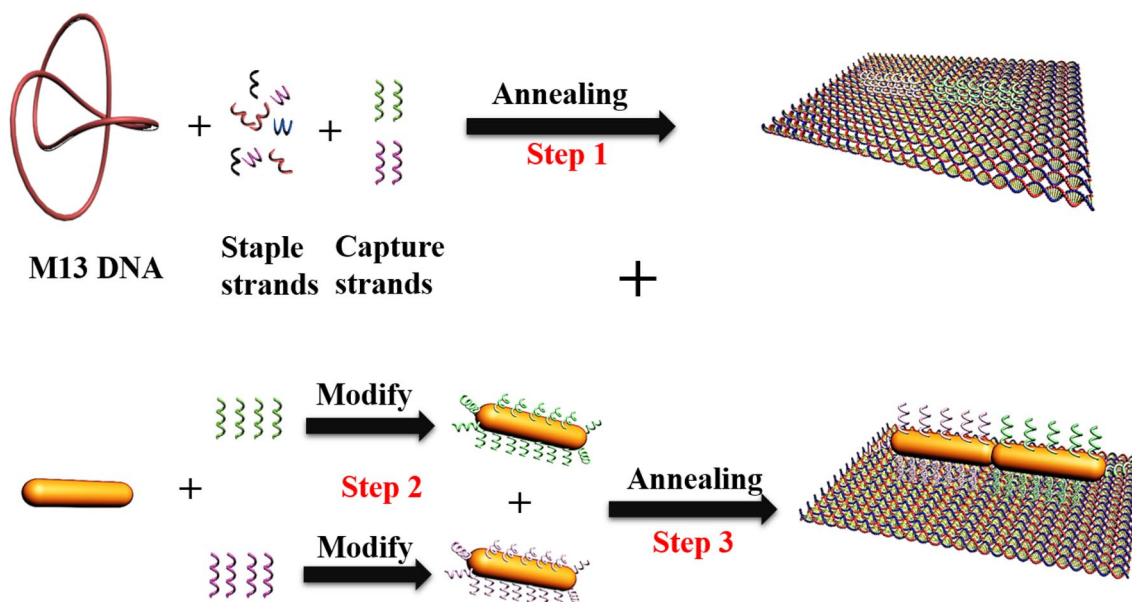 +
+
Annealing
Step 1
M13 DNA
Staple
strands
Capture
strands
+
+
Modify
Step 2
Modify
+
Annealing
Step 3